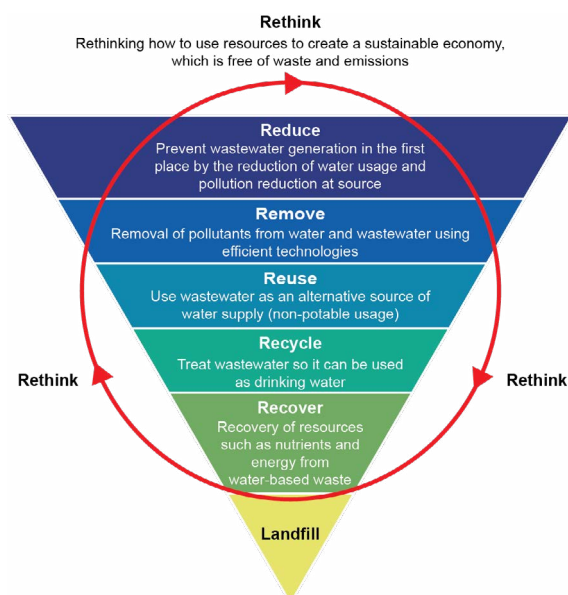 Rethink
Rethinking how to use resources to create a sustainable economy,
which is free of waste and emissions
Reduce
Prevent wastewater generation in the first
place by the reduction of water usage and
pollution reduction at source
Remove
Removal of pollutants from water and wastewater using
efficient technologies
Reuse
Use wastewater as an alternative source of
water supply (non-potable usage)
Recycle
Treat wastewater so it can be used
as drinking water
Rethink
Rethink
Recover
Recovery of resources
such as nutrients and
energy from
water-based waste
Landfill